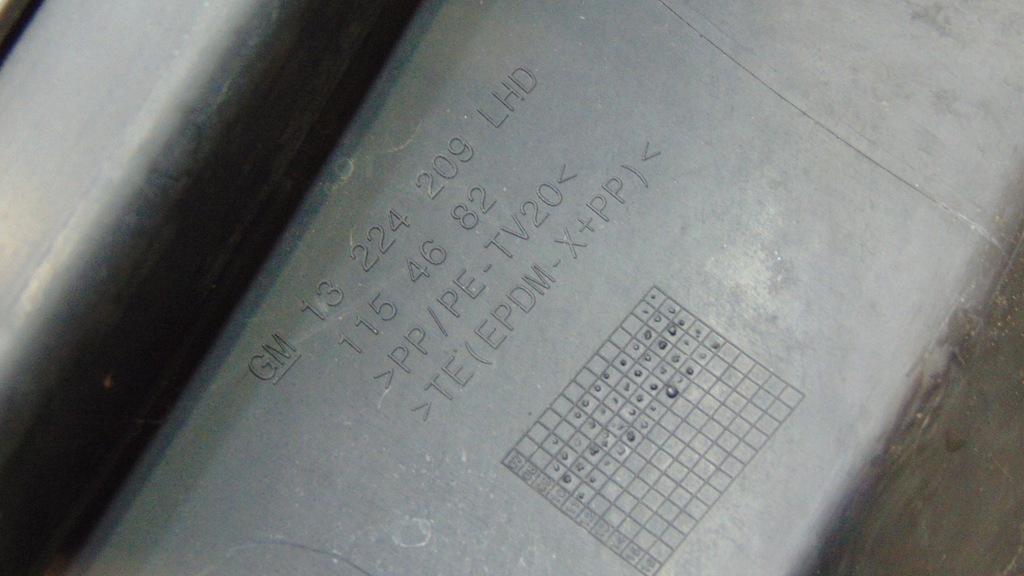 GM 13 224 209 LHD
115 46 82
>PP/PE-TV20<
>TE(EPDM-X+PP)<